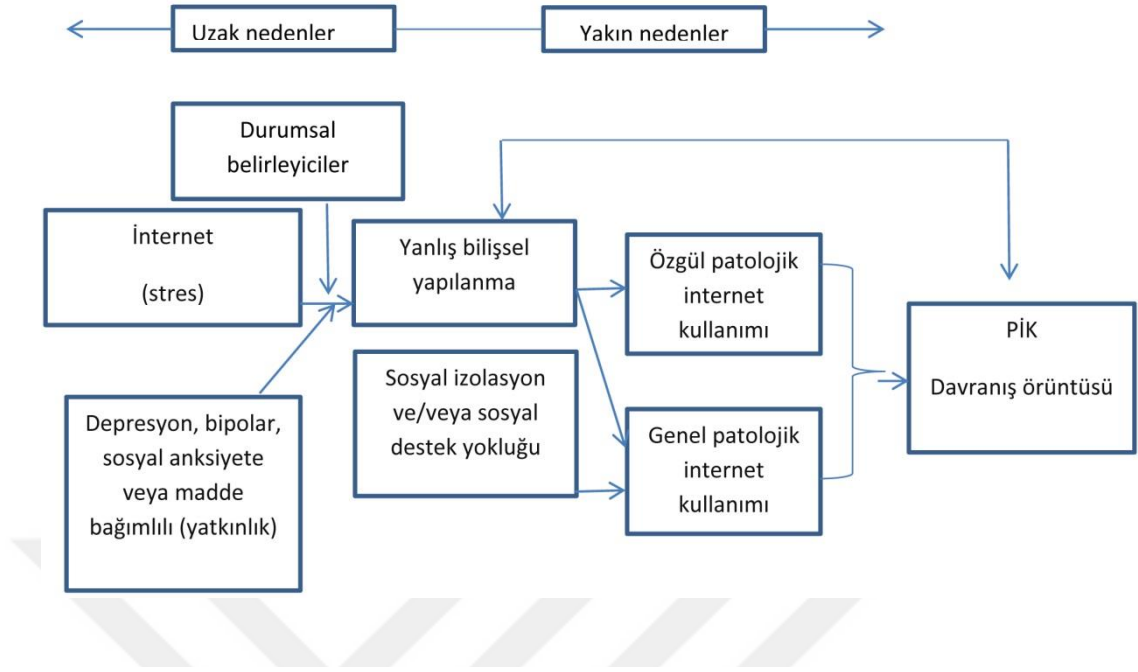 Uzak nedenler
Yakın nedenler
Durumsal
belirleyiciler
İnternet
(stres)
Yanlış bilişsel
yapılanma
Özgül patolojik
internet
kullanımı
PİK
Davranış örüntüsü
Depresyon, bipolar,
sosyal anksiyete
veya madde
bağımlılı (yatkınlık)
Sosyal izolasyon
ve/veya sosyal
destek yokluğu
Genel patolojik
internet
kullanımı